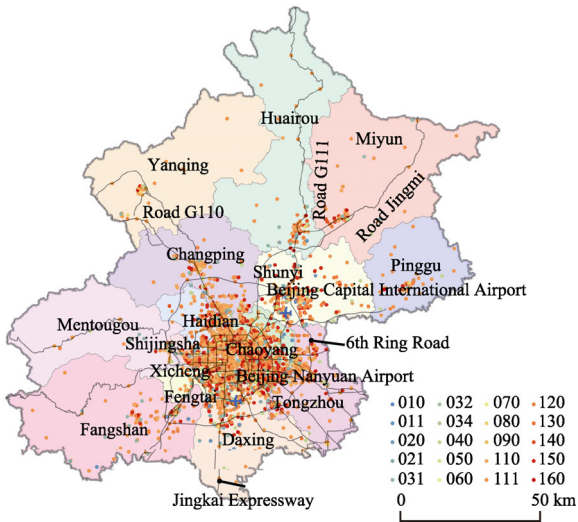 Huairou
Miyun
Yanqing
Road G111
Road Jingmi
Road G110
Changping
Shunyi
Pinggu
Beijing Capital International Airport
Mentougou
Haidian
Shijingsha
6th Ring Road
Chaoyang
Xicheng
Beijing Nanyuan Airport
Fengtai
Tongzhou
Fangshan
Daxing
Jingkai Expressway
010 032 070 120
011 034 080 130
020 040 090 140
021 050 110 150
031 060 111 160
0 50 km